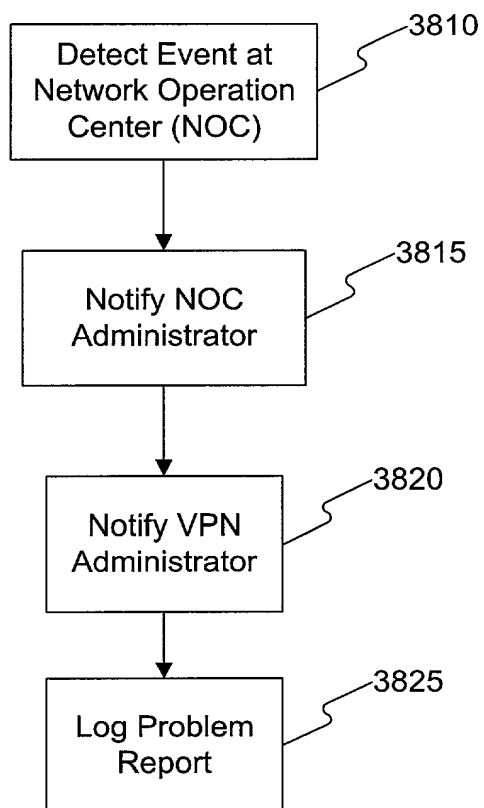 Detect Event at
Network Operation
Center (NOC)
3810
Notify NOC
Administrator
3815
Notify VPN
Administrator
3820
Log Problem
Report
3825